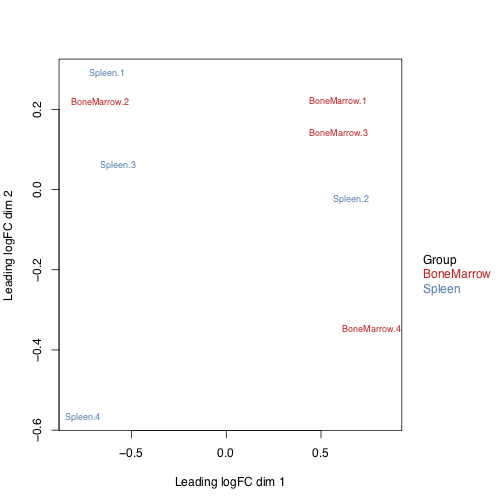 Spleen.1
BoneMarrow.2
BoneMarrow.1
BoneMarrow.3
Spleen.3
Spleen.2
BoneMarrow.4
Spleen.4
0.2
0.0
−0.2
−0.4
−0.6
Leading logFC dim 2
−0.5
0.0
0.5
Leading logFC dim 1
Group
BoneMarrow
Spleen